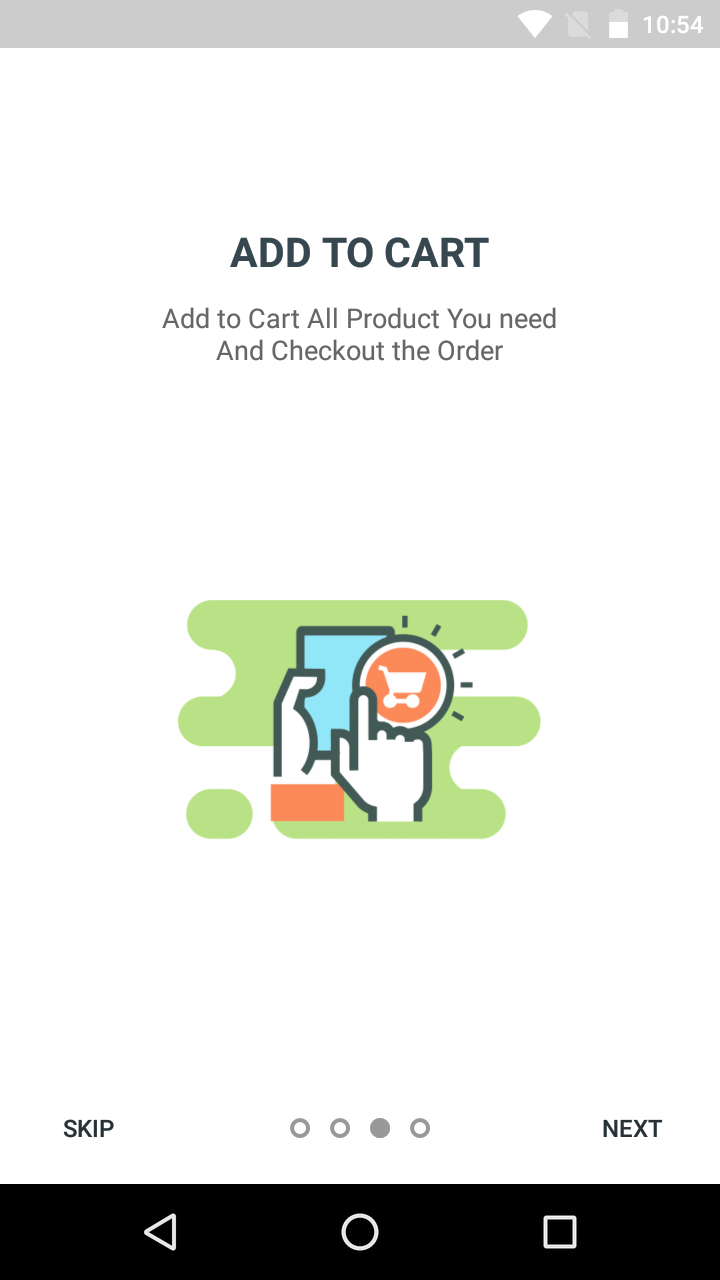 10:54
ADD TO CART
Add to Cart All Product You need
And Checkout the Order
SKIP
NEXT